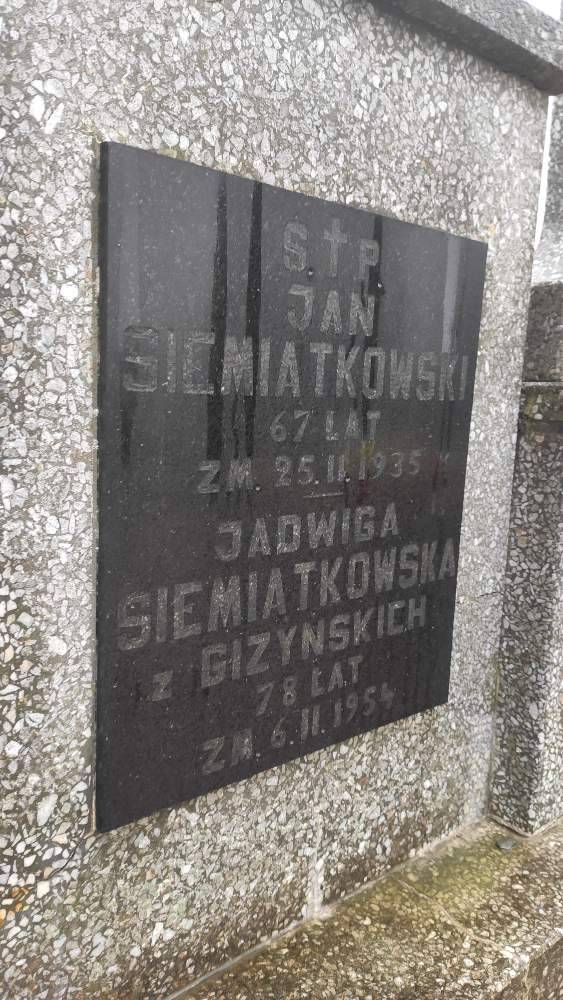 S✝P
JAN
SIEMIATKOWSKI
67 LAT
ZM. 25.II.1935
JADWIGA
SIEMIATKOWSKA
z GIZYNSKICH
78 LAT
ZM. 6.II.1954